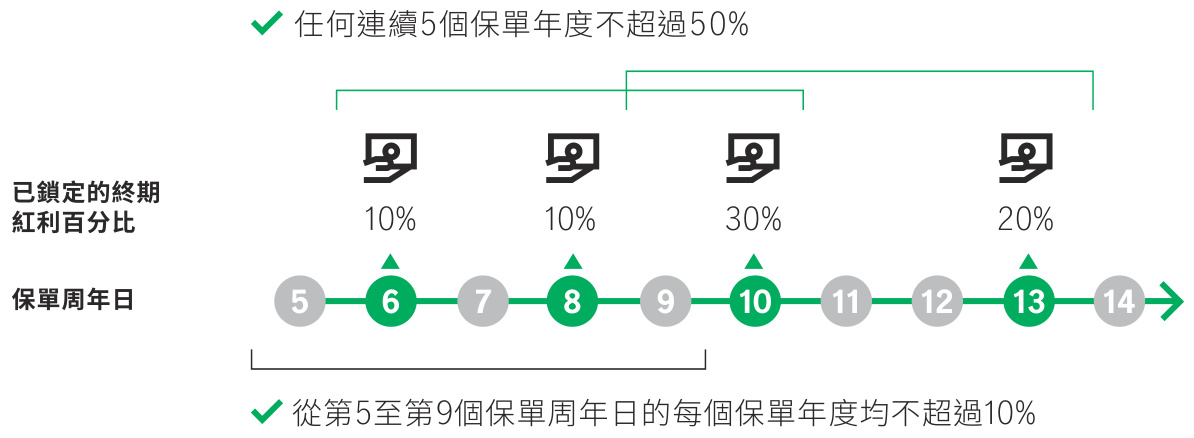 任何連續5個保單年度不超過50%
已鎖定的終期
紅利百分比
10% 10% 30% 20%
保單周年日
5 6 7 8 9 10 11 12 13 14
從第5至第9個保單周年日的每個保單年度均不超過10%